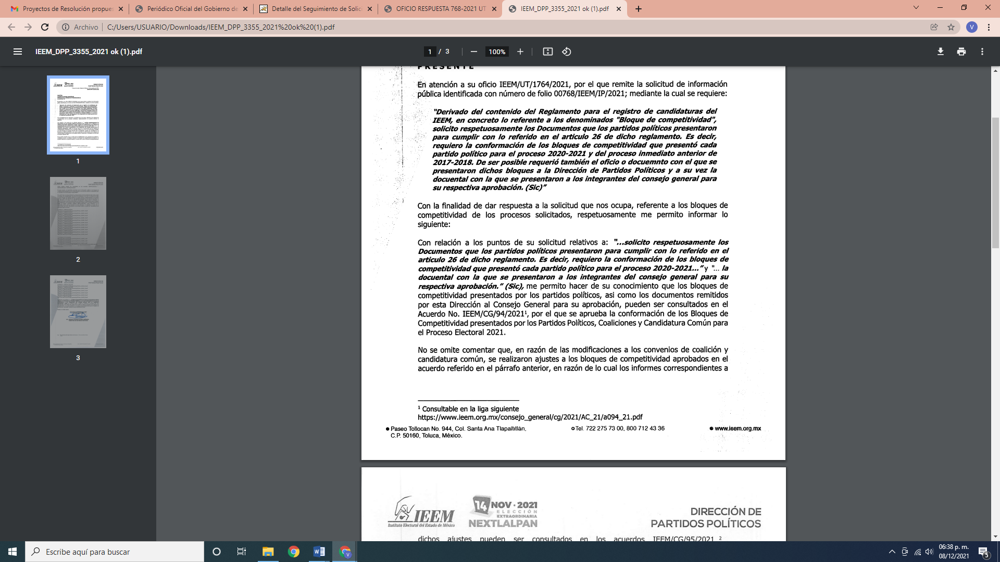 Proyectos de Resolución propues
Periódico Oficial del Gobierno de
Detalle del Seguimiento de Solic
OFICIO RESPUESTA 768-2021 UT
IEEM_DPP_3355_2021 ok (1).pdf
Archivo
C:/Users/USUARIO/Downloads/IEEM_DPP_3355_2021%20ok%20(1).pdf
V
IEEM_DPP_3355_2021 ok (1).pdf
1 / 3
100%
1
2
3
PRESENTE
En atención a su oficio IEEM/UT/1764/2021, por el que remite la solicitud de información
pública identificada con número de folio 00768/IEEM/IP/2021; mediante la cual se requiere:
"Derivado del contenido del Reglamento para el registro de candidaturas del
IEEM, en concreto lo referente a los denominados "Bloque de competitividad",
solicito respetuosamente los Documentos que los partidos políticos presentaron
para cumplir con lo referido en el articulo 26 de dicho reglamento. Es decir,
requiero la conformación de los bloques de competitividad que presentó cada
partido político para el proceso 2020-2021 y del proceso inmediato anterior de
2017-2018. De ser posible requerió también el oficio o docuemnto con el que se
presentaron dichos bloques a la Dirección de Partidos Políticos y a su vez la
docuental con la que se presentaron a los integrantes del consejo general para
su respectiva aprobación. (Sic)"
Con la finalidad de dar respuesta a la solicitud que nos ocupa, referente a los bloques de
competitividad de los procesos solicitados, respetuosamente me permito informar lo
siguiente:
Con relación a los puntos de su solicitud relativos a: "...solicito respetuosamente los
Documentos que los partidos políticos presentaron para cumplir con lo referido en el
articulo 26 de dicho reglamento. Es decir, requiero la conformación de los bloques de
competitividad que presentó cada partido político para el proceso 2020-2021..." y "... la
docuental con la que se presentaron a los integrantes del consejo general para su
respectiva aprobación." (Sic), me permito hacer de su conocimiento que los bloques de
competitividad presentados por los partidos políticos, asi como los documentos remitidos
por esta Dirección al Consejo General para su aprobación, pueden ser consultados en el
Acuerdo No. IEEM/CG/94/2021¹, por el que se aprueba la conformación de los Bloques de
Competitividad presentados por los Partidos Políticos, Coaliciones y Candidatura Común para
el Proceso Electoral 2021.
No se omite comentar que, en razón de las modificaciones a los convenios de coalición y
candidatura común, se realizaron ajustes a los bloques de competitividad aprobados en el
acuerdo referido en el párrafo anterior, en razón de lo cual los informes correspondientes a
¹ Consultable en la liga siguiente
https://www.ieem.org.mx/consejo_general/cg/2021/AC_21/a094_21.pdf
Paseo Tollocan No. 944, Col. Santa Ana Tlapaltitlán,
C.P. 50160, Toluca, México.
Tel. 722 275 73 00, 800 712 43 36
www.ieem.org.mx
IEEM
Instituto Electoral del Estado de México
14 NOV · 2021
ELECCIÓN
EXTRAORDINARIA
NEXTLALPAN
DIRECCIÓN DE
PARTIDOS POLÍTICOS
dichos ajustes pueden ser consultados en los acuerdos IEEM/CG/95/2021 ²
Escribe aquí para buscar
06:38 p. m.
08/12/2021
5